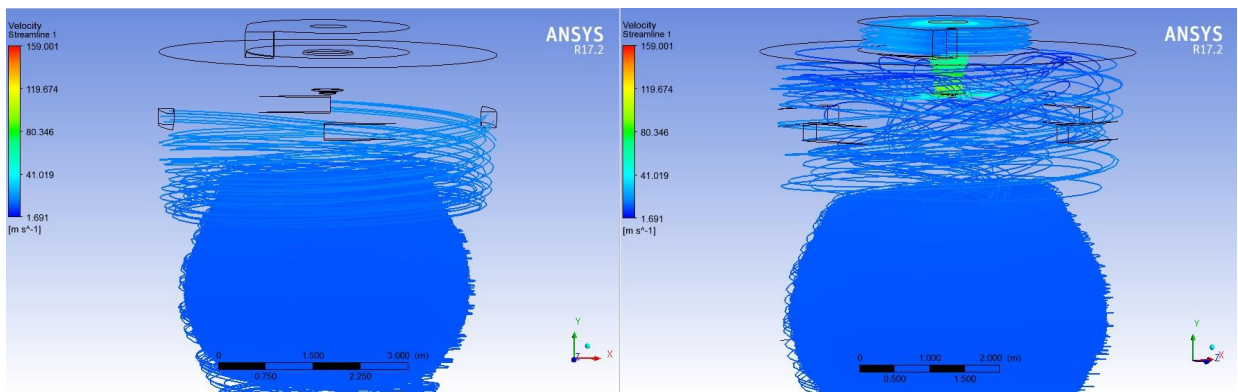 Velocity
Streamline 1
159.001
119.674
80.346
41.019
1.691
[m s^-1]
ANSYS
R17.2
0 1.500 3.000 (m)
0.750 2.250
Y
X
Z
Velocity
Streamline 1
159.001
119.674
80.346
41.019
1.691
[m s^-1]
ANSYS
R17.2
0 1.000 2.000 (m)
0.500 1.500
Y
Z
X